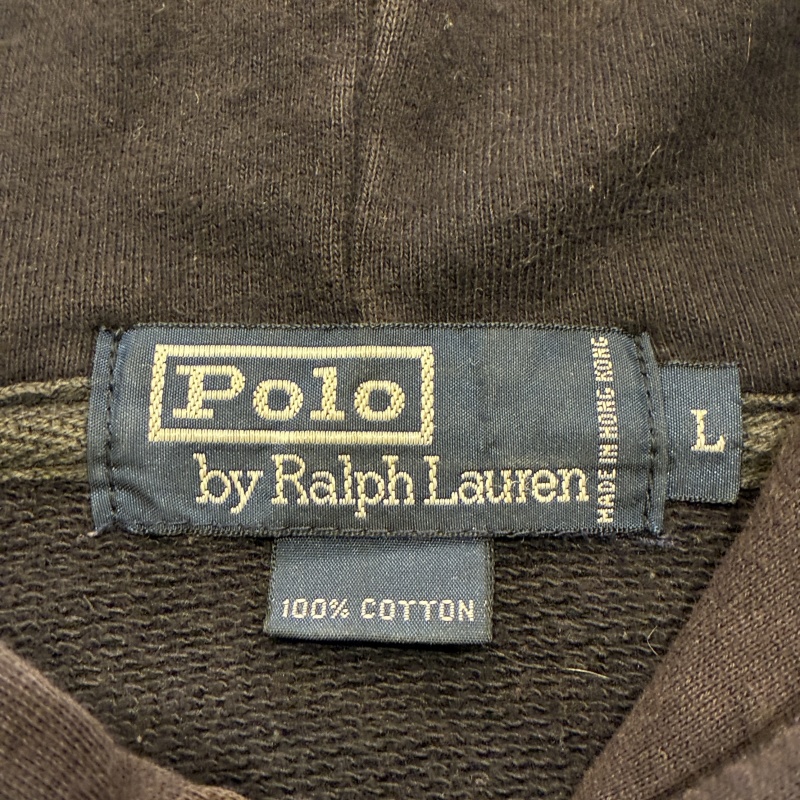 Polo
by Ralph Lauren
MADE IN HONG KONG
L
100% COTTON